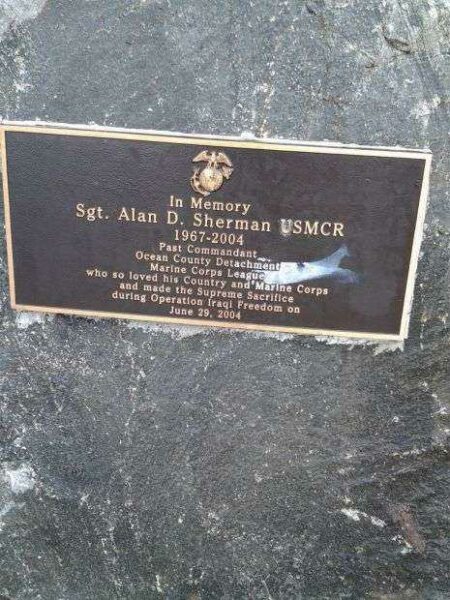 In Memory
Sgt. Alan D. Sherman USMCR
1967-2004
Past Commandant
Ocean County Detachment
Marine Corps League
who so loved his Country and Marine Corps
and made the Supreme Sacrifice
during Operation Iraqi Freedom on
June 29, 2004